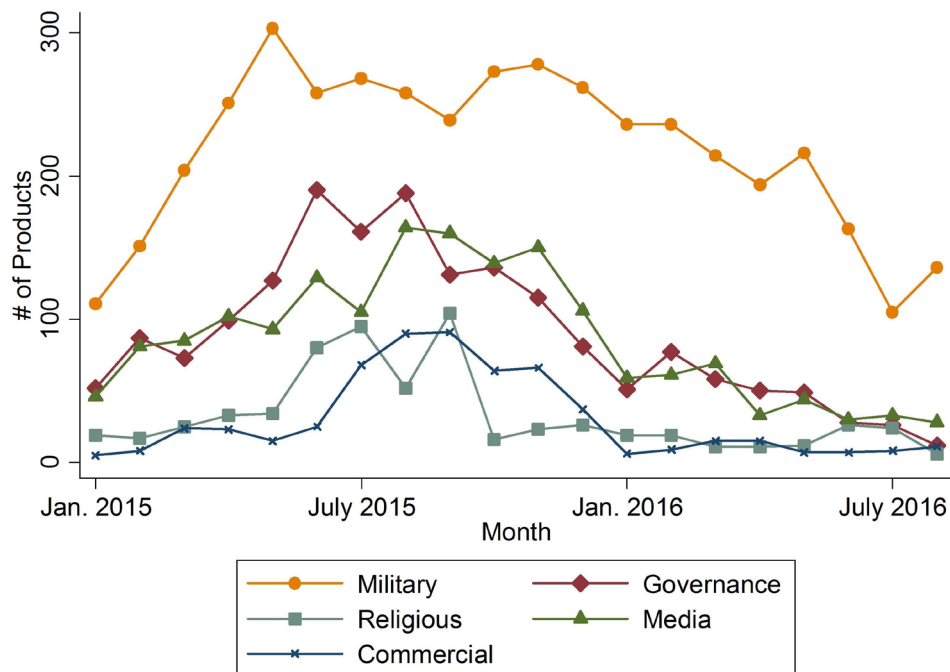 300
200
100
0
# of Products
Jan. 2015 July 2015 Jan. 2016 July 2016
Month
Military Governance
Religious Media
Commercial